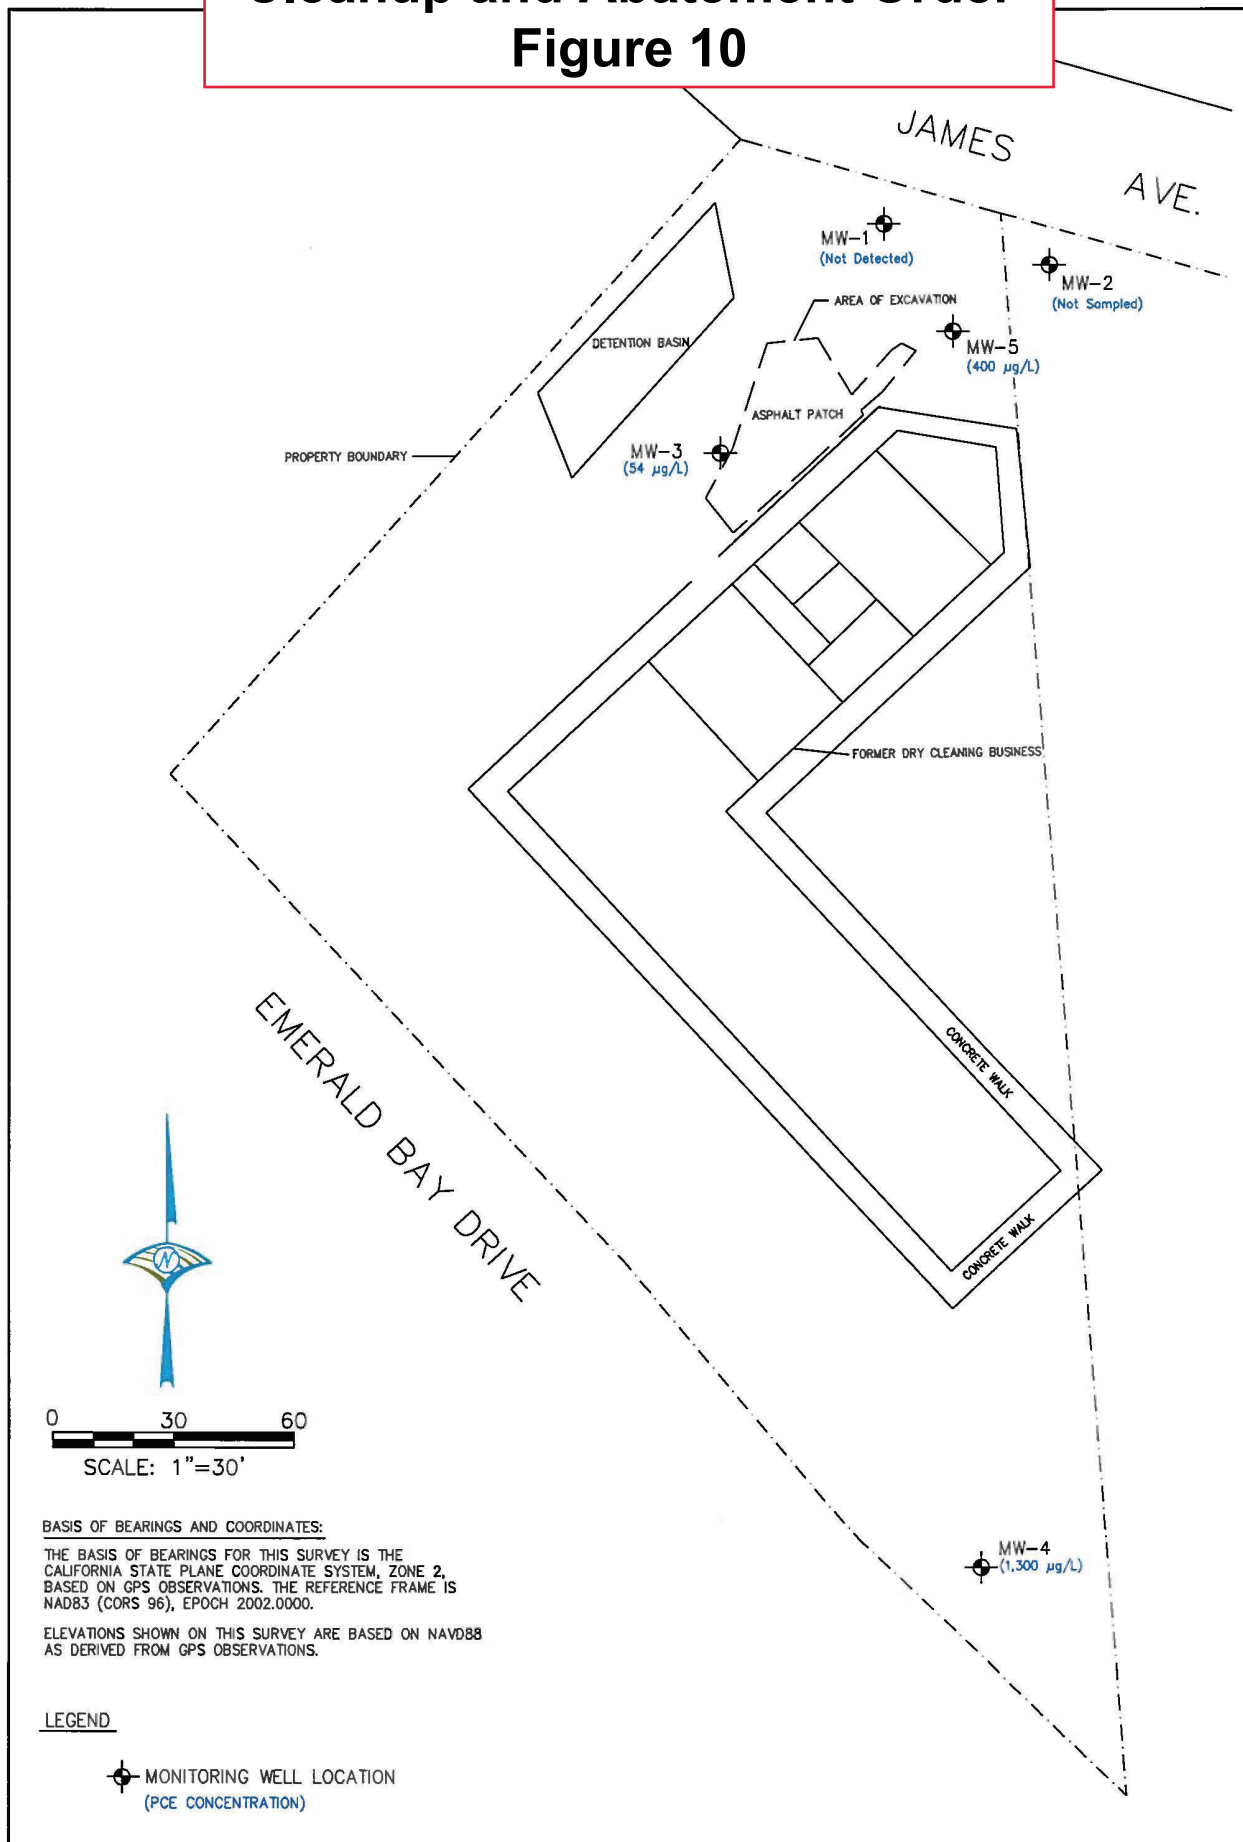 Cleanup and Abatement Order
Figure 10
JAMES AVE.
MW-1
(Not Detected)
MW-2
(Not Sampled)
AREA OF EXCAVATION
DETENTION BASIN
MW-5
(400 µg/L)
ASPHALT PATCH
PROPERTY BOUNDARY
MW-3
(54 µg/L)
FORMER DRY CLEANING BUSINESS
EMERALD BAY DRIVE
CONCRETE WALK
CONCRETE WALK
N
0 30 60
SCALE: 1"=30'
BASIS OF BEARINGS AND COORDINATES:
THE BASIS OF BEARINGS FOR THIS SURVEY IS THE
CALIFORNIA STATE PLANE COORDINATE SYSTEM, ZONE 2,
BASED ON GPS OBSERVATIONS. THE REFERENCE FRAME IS
NAD83 (CORS 96), EPOCH 2002.0000.
ELEVATIONS SHOWN ON THIS SURVEY ARE BASED ON NAVD88
AS DERIVED FROM GPS OBSERVATIONS.
MW-4
(1,300 µg/L)
LEGEND
MONITORING WELL LOCATION
(PCE CONCENTRATION)